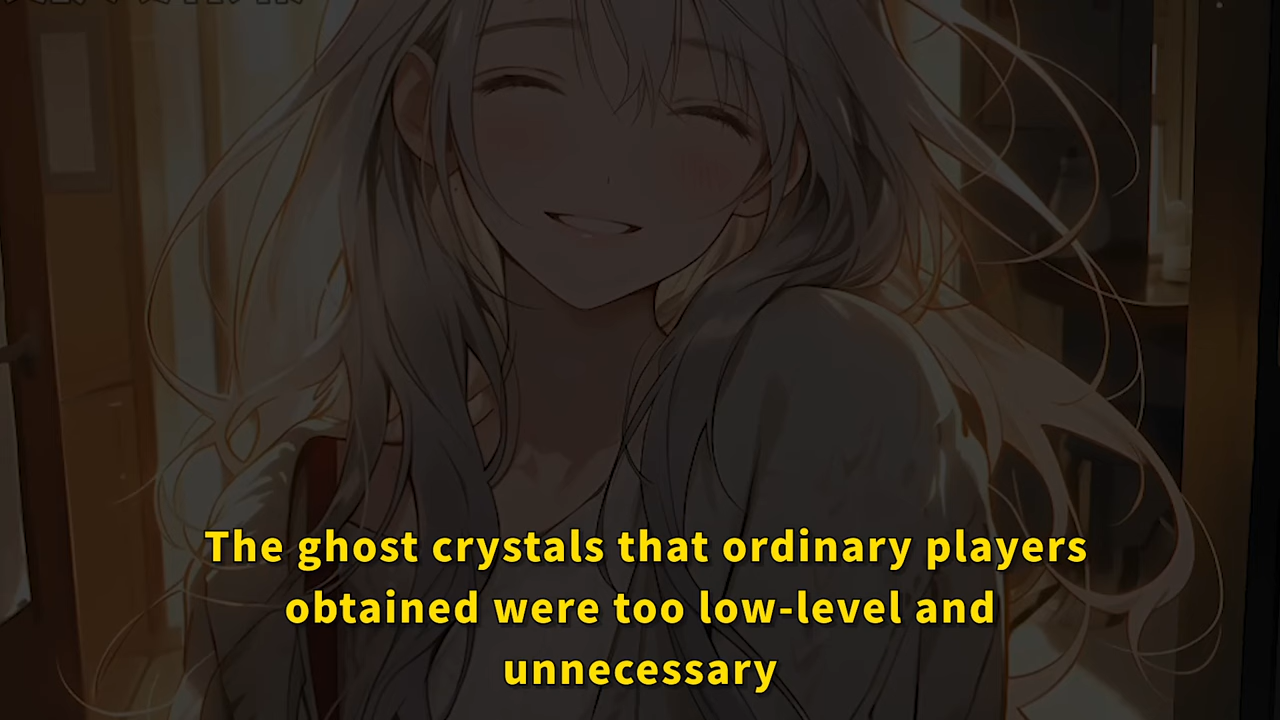 The ghost crystals that ordinary players
obtained were too low-level and
unnecessary